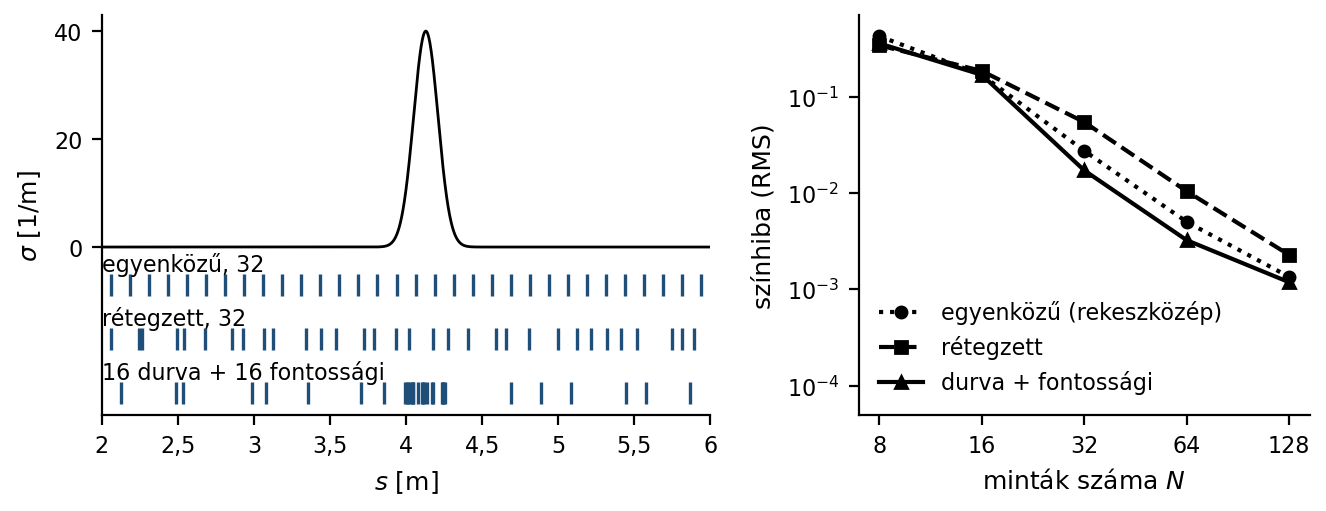 40
20
0
σ [1/m]
egyenközű, 32
rétegzett, 32
16 durva + 16 fontossági
2 2,5 3 3,5 4 4,5 5 5,5 6
s [m]
10⁻¹
10⁻²
10⁻³
10⁻⁴
színhiba (RMS)
egyenközű (rekeszközép)
rétegzett
durva + fontossági
8 16 32 64 128
minták száma N